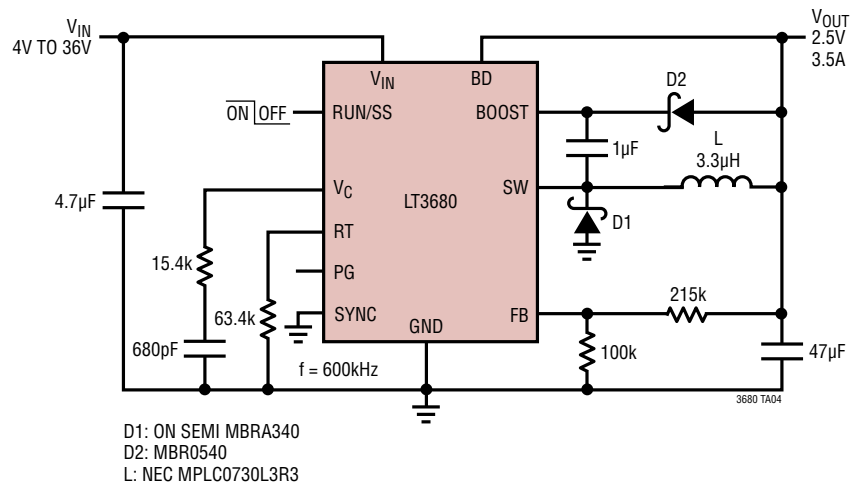 VIN
4V TO 36V
VOUT
2.5V
3.5A
VIN
BD
D2
ON OFF
RUN/SS
BOOST
1µF
L
3.3µH
4.7µF
VC
LT3680
SW
D1
RT
15.4k
PG
215k
63.4k
SYNC
GND
FB
680pF
100k
47µF
f = 600kHz
3680 TA04
D1: ON SEMI MBRA340
D2: MBR0540
L: NEC MPLC0730L3R3